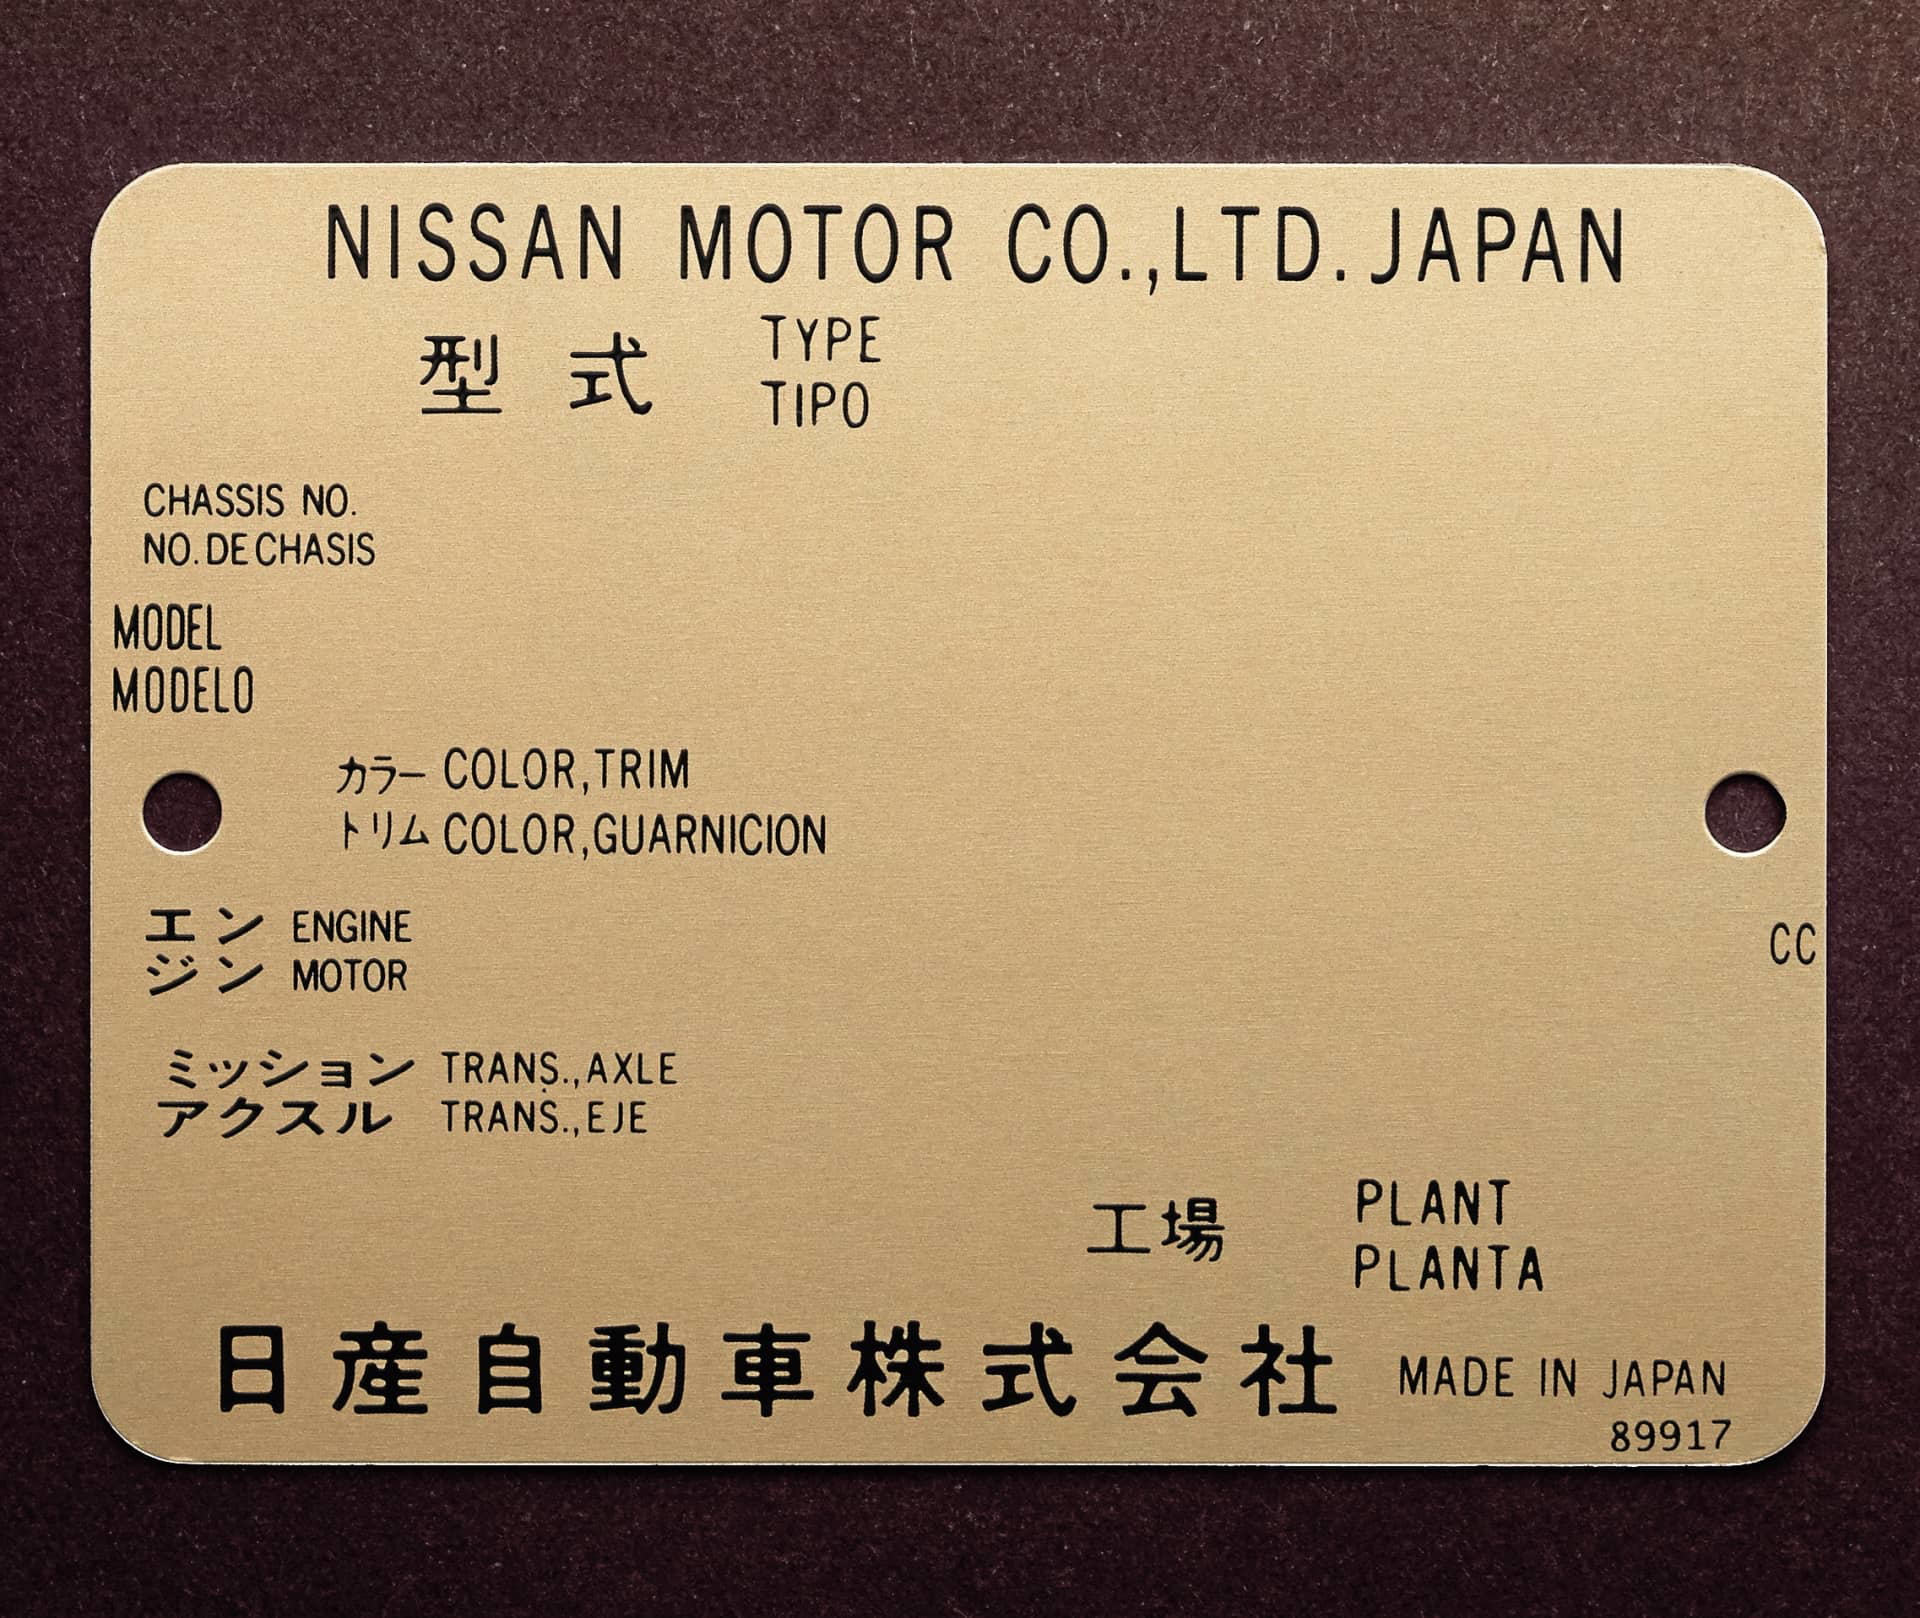 NISSAN MOTOR CO.,LTD. JAPAN
型式 TYPE
TIPO
CHASSIS NO.
NO. DE CHASIS
MODEL
MODELO
カラー COLOR,TRIM
トリム COLOR,GUARNICION
エン ENGINE
ジン MOTOR
CC
ミッション TRANS.,AXLE
アクスル TRANS.,EJE
工場 PLANT
PLANTA
日産自動車株式会社 MADE IN JAPAN
89917